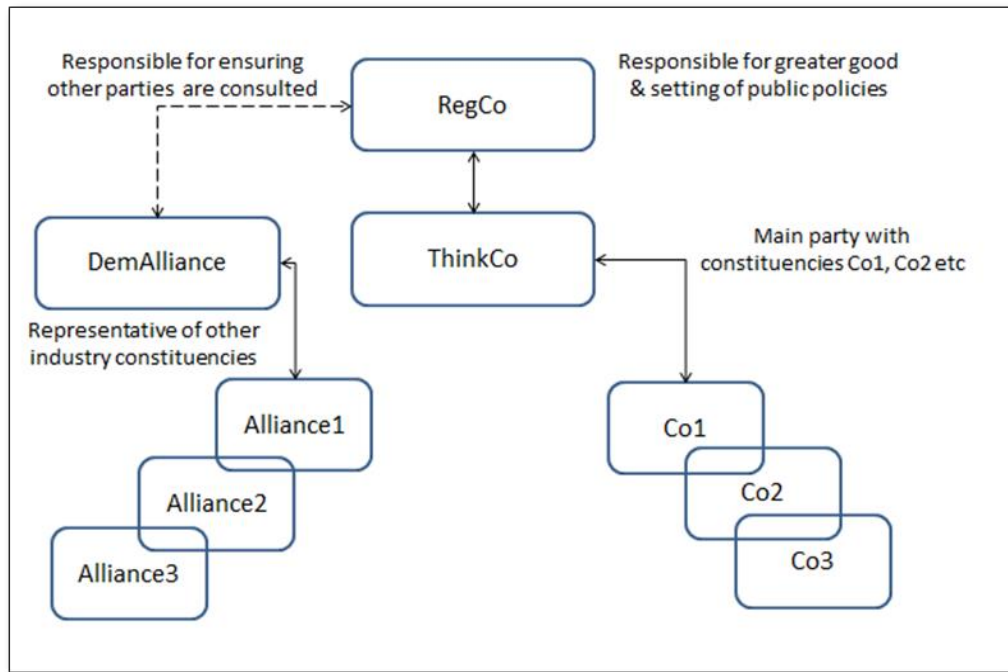 Responsible for ensuring
other parties are consulted
RegCo
Responsible for greater good
& setting of public policies
DemAlliance
ThinkCo
Main party with
constituencies Co1, Co2 etc
Representative of other
industry constituencies
Alliance1
Alliance2
Alliance3
Co1
Co2
Co3